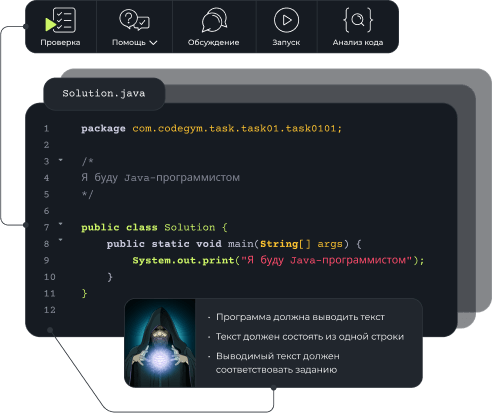 Проверка
Помощь
Обсуждение
Запуск
Анализ кода
Solution.java
1 package com.codegym.task.task01.task0101;
2
3 /*
4 Я буду Java-программистом
5 */
6
7 public class Solution {
8 public static void main(String[] args) {
9 System.out.print("Я буду Java-программистом");
10 }
11 }
12
• Программа должна выводить текст
• Текст должен состоять из одной строки
• Выводимый текст должен
соответствовать заданию